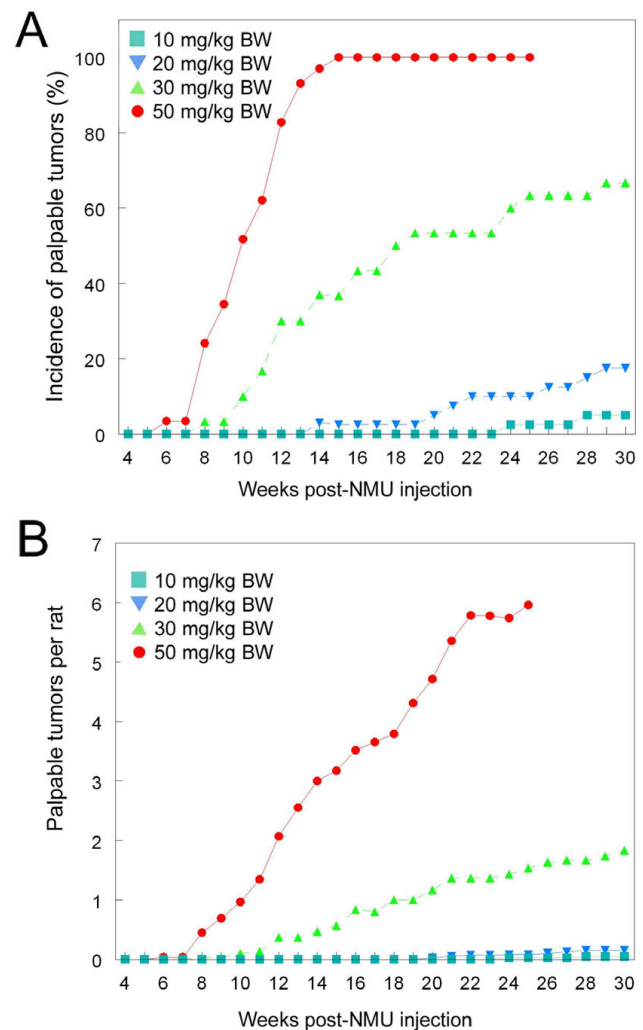 A
10 mg/kg BW
20 mg/kg BW
30 mg/kg BW
50 mg/kg BW
Incidence of palpable tumors (%)
100
80
60
40
20
0
4 6 8 10 12 14 16 18 20 22 24 26 28 30
Weeks post-NMU injection
B
10 mg/kg BW
20 mg/kg BW
30 mg/kg BW
50 mg/kg BW
Palpable tumors per rat
7
6
5
4
3
2
1
0
4 6 8 10 12 14 16 18 20 22 24 26 28 30
Weeks post-NMU injection